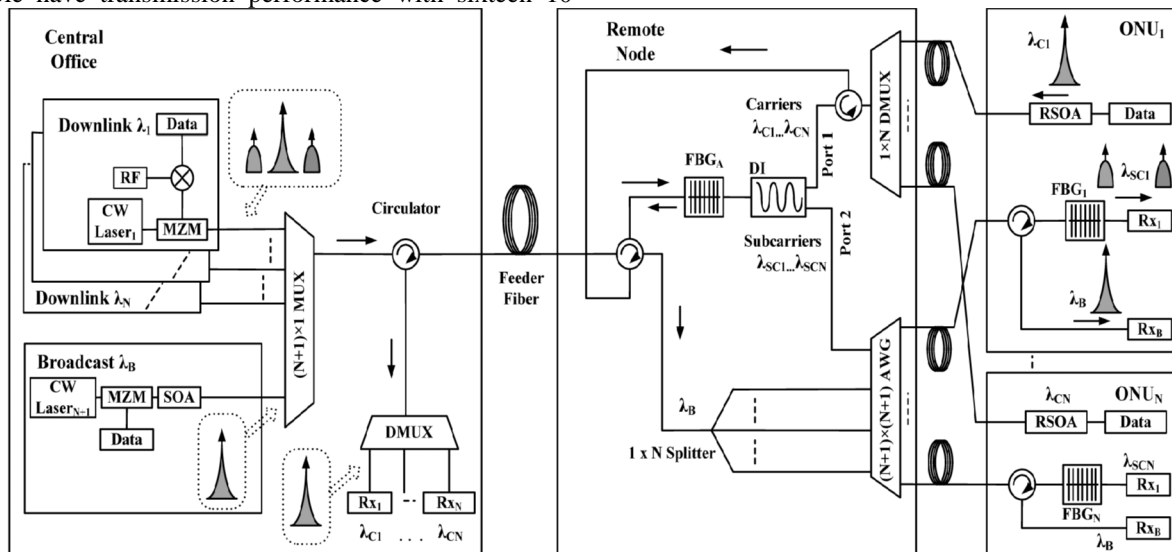 have transmission performance with sixteen 10
Central
Office
Downlink λ1
Data
RF
CW
Laser1
MZM
Downlink λN
(N+1)×1 MUX
Broadcast λB
CW
LaserN+1
MZM
SOA
Data
Circulator
DMUX
Rx1
RxN
λC1 . . . λCN
Feeder
Fiber
Remote
Node
Carriers
λC1...λCN
Port 1
FBGA
DI
Subcarriers
λSC1...λSCN
Port 2
1×N DMUX
λB
1 x N Splitter
(N+1)×(N+1) AWG
ONU1
λC1
RSOA
Data
λSC1
FBG1
Rx1
λB
RxB
λCN
ONUN
RSOA
Data
λSCN
FBGN
Rx1
λB
RxB